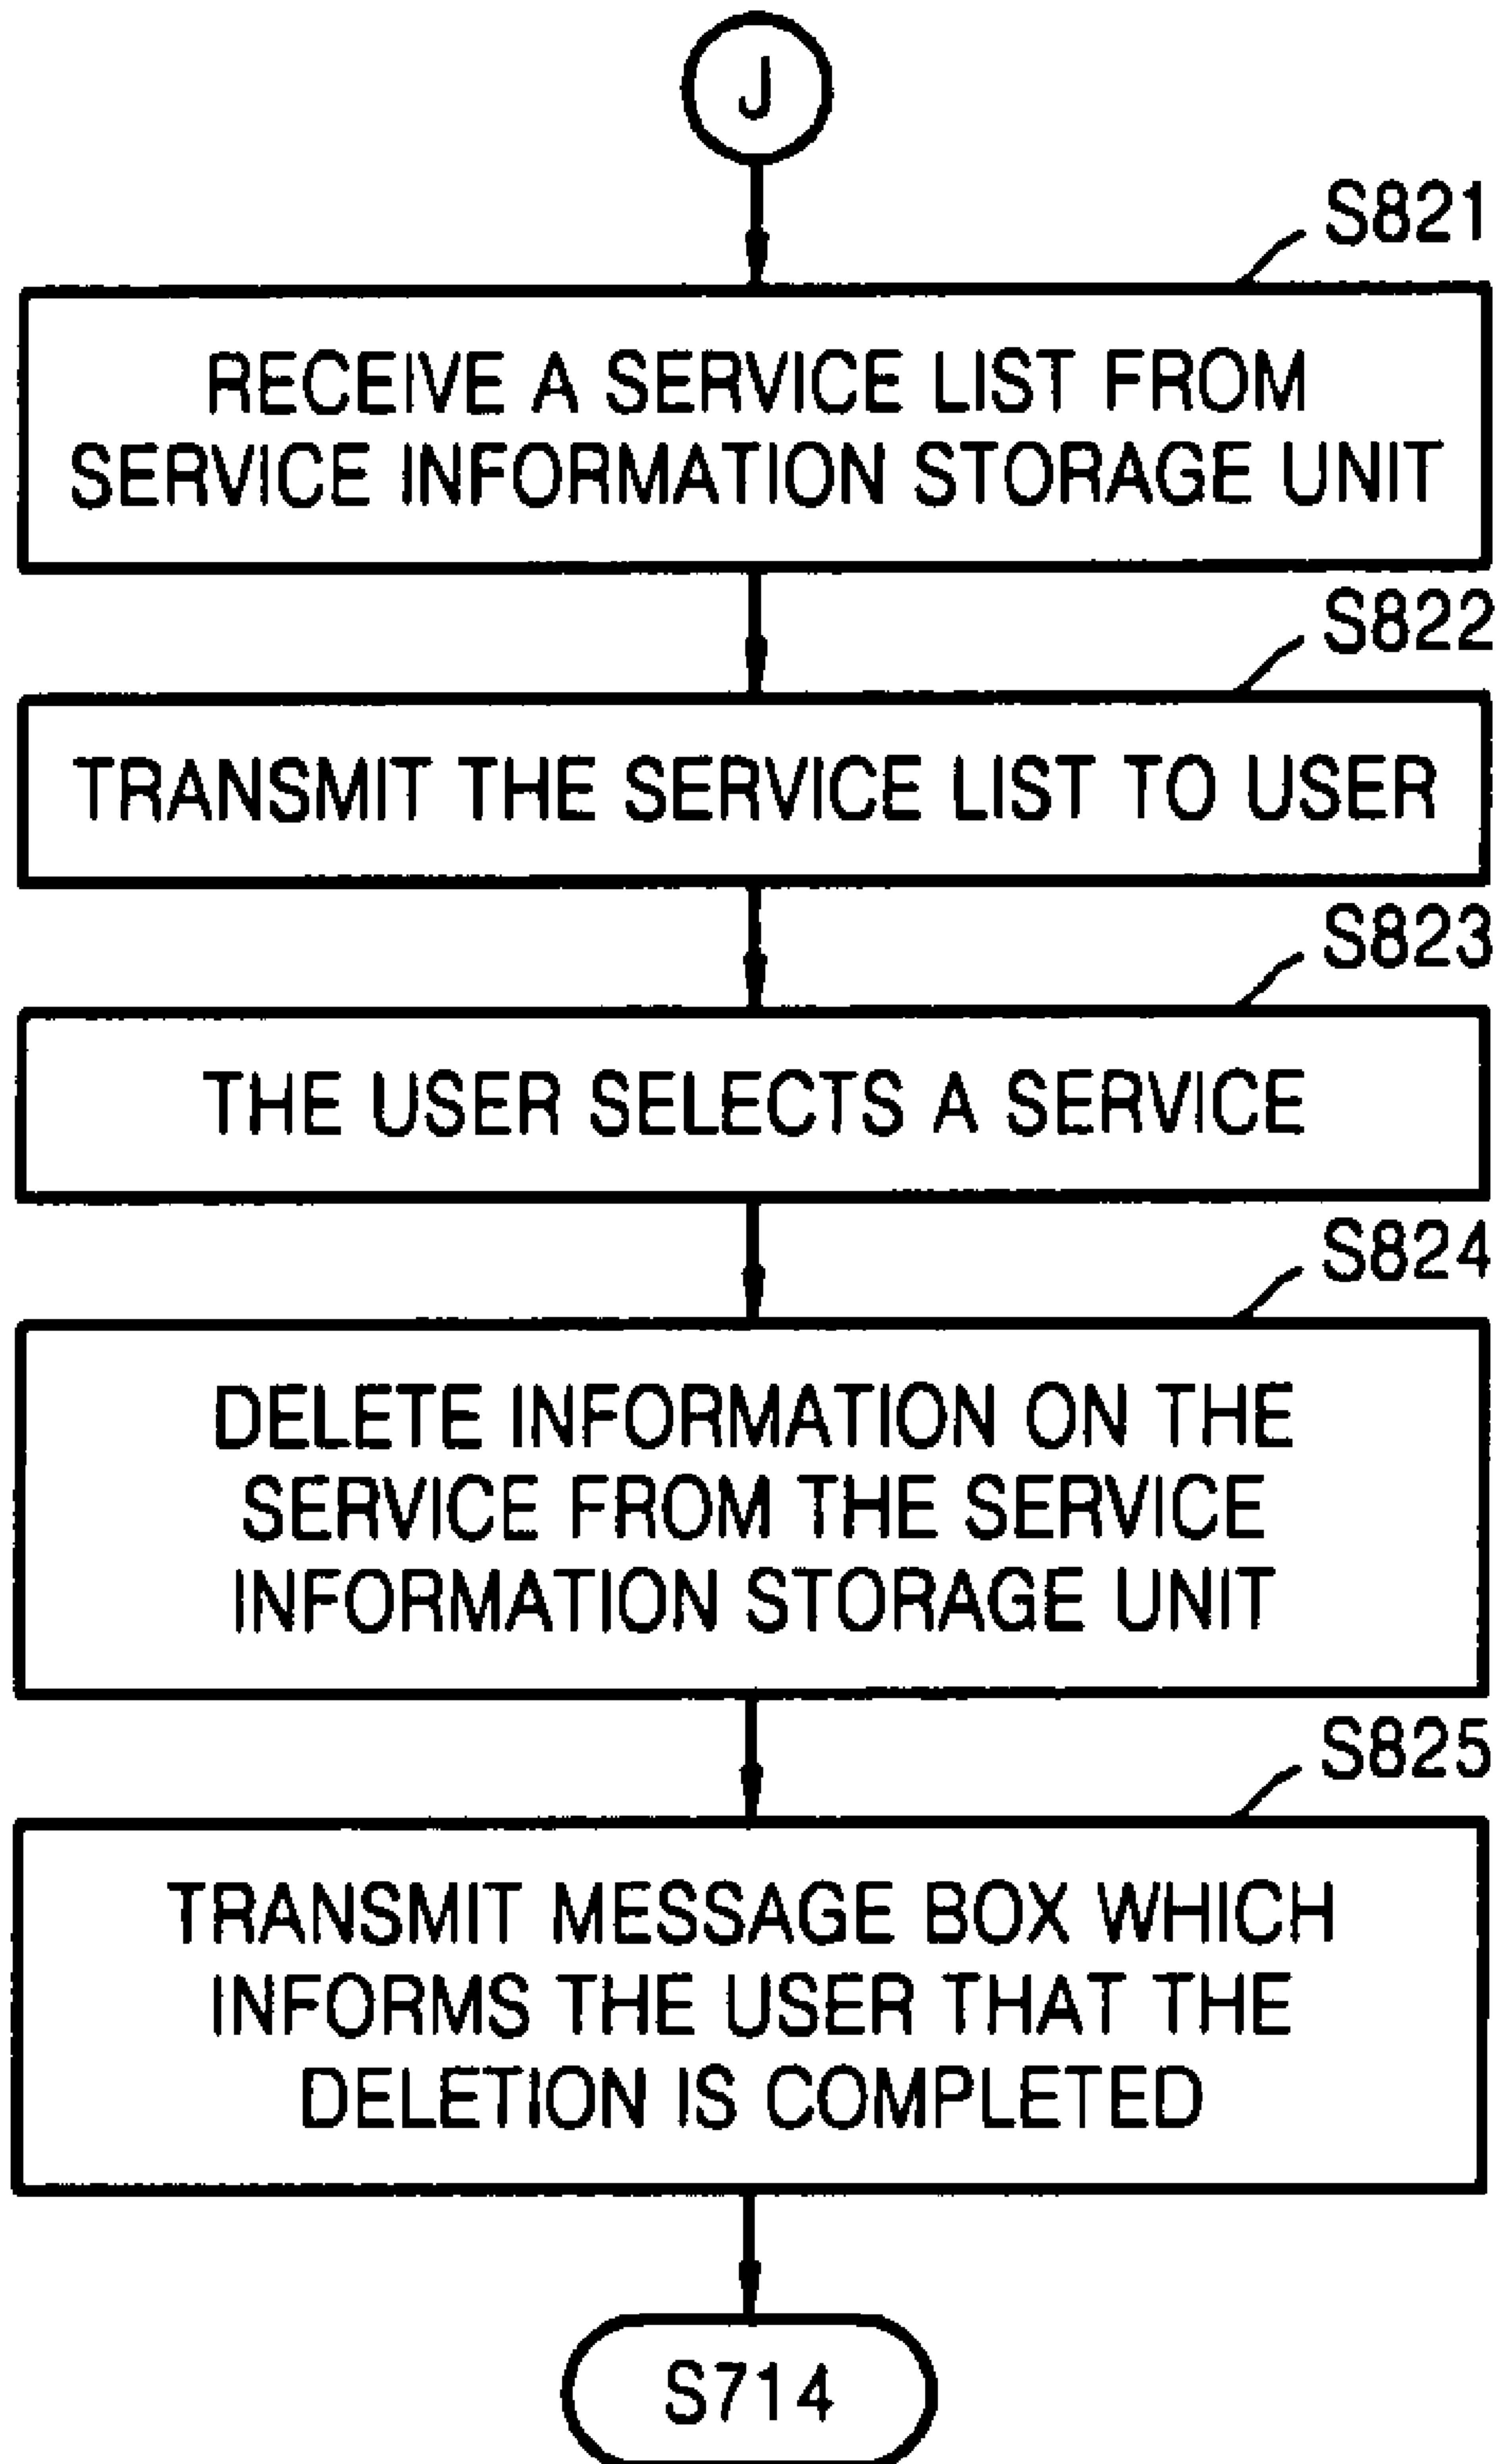 J
S821
RECEIVE A SERVICE LIST FROM
SERVICE INFORMATION STORAGE UNIT
S822
TRANSMIT THE SERVICE LIST TO USER
S823
THE USER SELECTS A SERVICE
S824
DELETE INFORMATION ON THE
SERVICE FROM THE SERVICE
INFORMATION STORAGE UNIT
S825
TRANSMIT MESSAGE BOX WHICH
INFORMS THE USER THAT THE
DELETION IS COMPLETED
S714